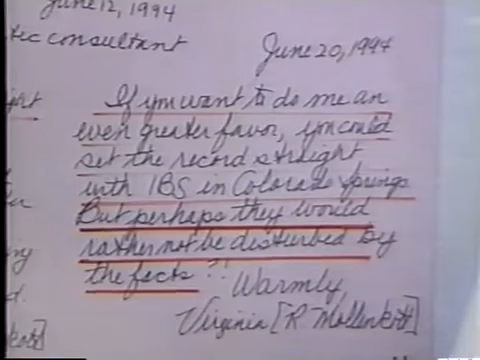 June 12, 1994
consultant
June 20, 1994
If you want to do me an
even greater favor, you could
set the record straight
with IBS in Colorado Springs.
But perhaps they would
rather not be disturbed by
the facts?!
Warmly,
Virginia [R. Mollenkott]